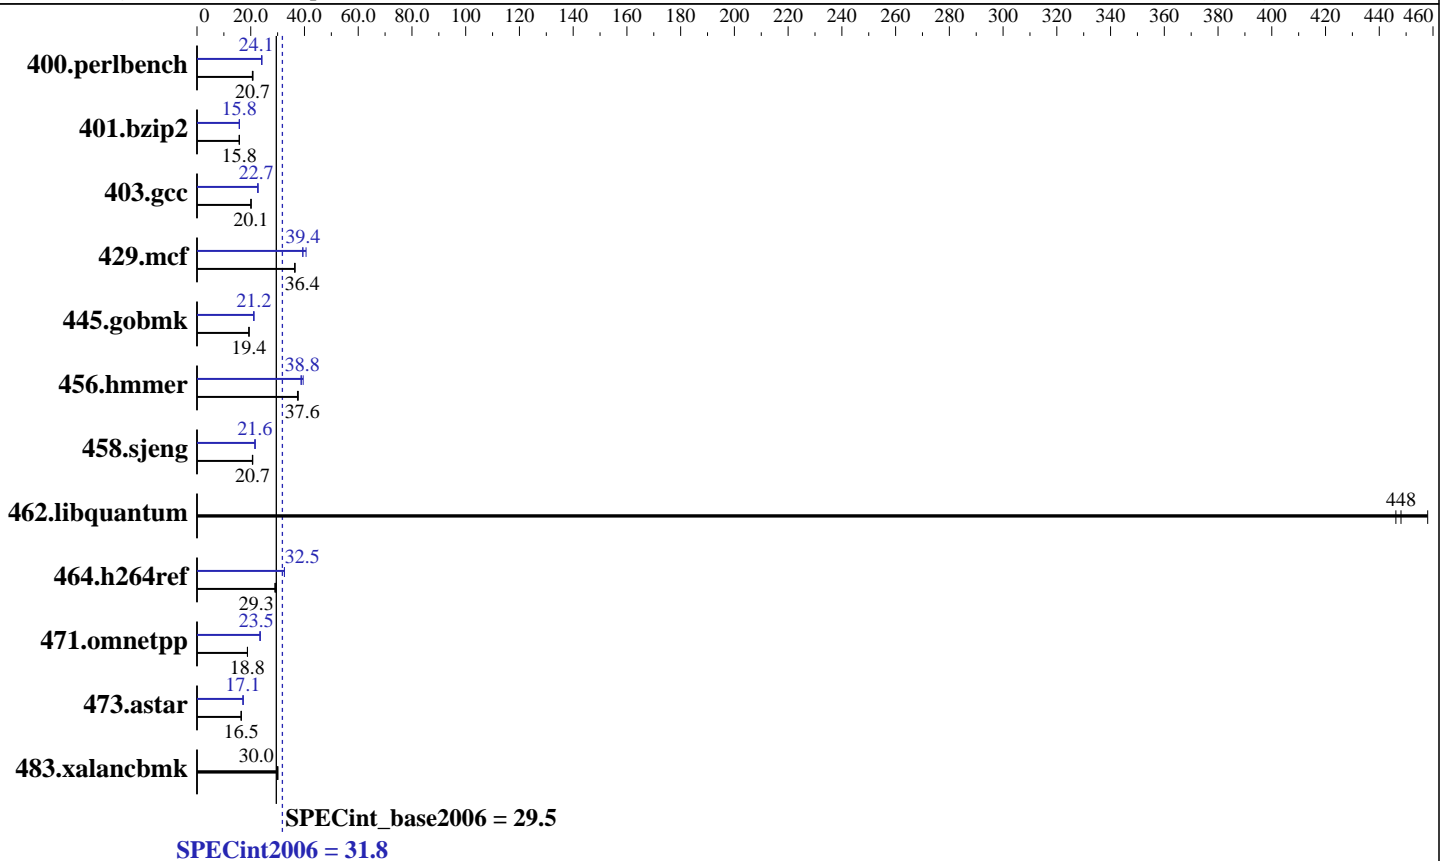 0 20.0 40.0 60.0 80.0 100 120 140 160 180 200 220 240 260 280 300 320 340 360 380 400 420 440 460
24.1
400.perlbench
20.7
15.8
401.bzip2
15.8
22.7
403.gcc
20.1
39.4
429.mcf
36.4
21.2
445.gobmk
19.4
38.8
456.hmmer
37.6
21.6
458.sjeng
20.7
448
462.libquantum
32.5
464.h264ref
29.3
23.5
471.omnetpp
18.8
17.1
473.astar
16.5
30.0
483.xalancbmk
SPECint_base2006 = 29.5
SPECint2006 = 31.8